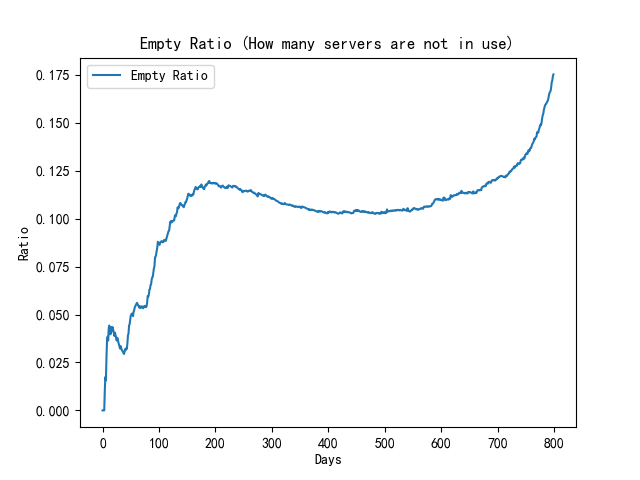 Empty Ratio (How many servers are not in use)
Empty Ratio
0.175
0.150
0.125
0.100
0.075
0.050
0.025
0.000
Ratio
0 100 200 300 400 500 600 700 800
Days